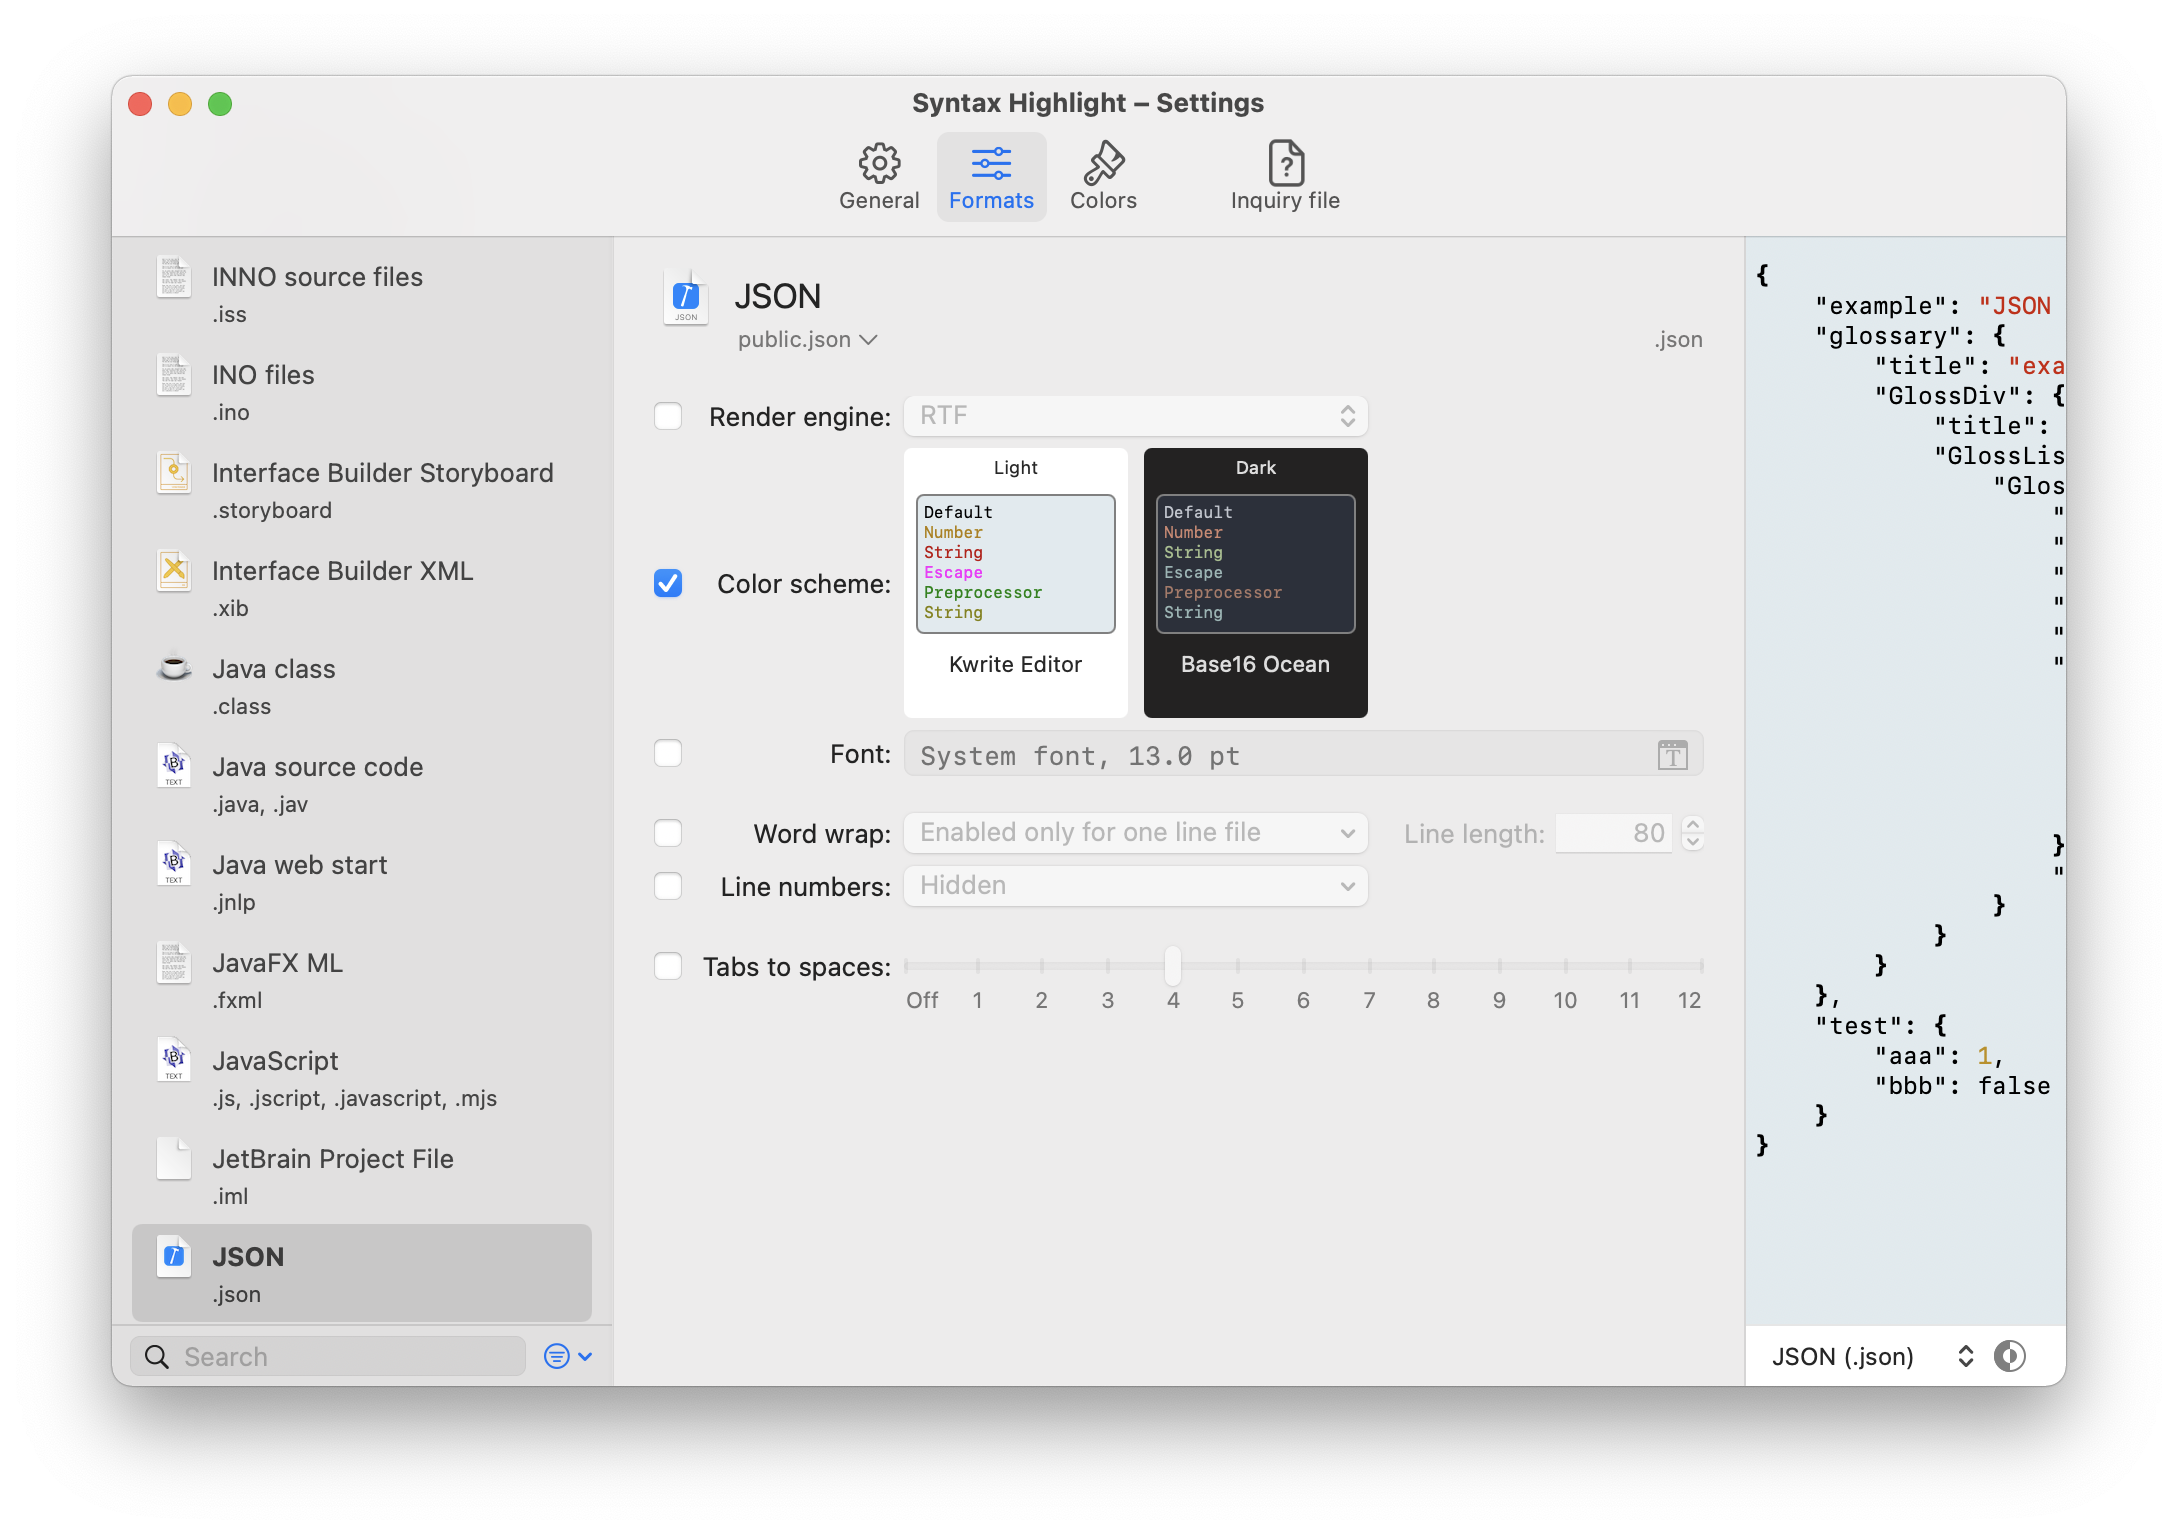 Syntax Highlight – Settings
General
Formats
Colors
Inquiry file
INNO source files
.iss
INO files
.ino
Interface Builder Storyboard
.storyboard
Interface Builder XML
.xib
Java class
.class
Java source code
.java, .jav
TEXT
Java web start
.jnlp
TEXT
JavaFX ML
.fxml
JavaScript
.js, .jscript, .javascript, .mjs
TEXT
JetBrain Project File
.iml
JSON
.json
Search
JSON
JSON
public.json
.json
Render engine: RTF
Color scheme:
Light
Default
Number
String
Escape
Preprocessor
String
Kwrite Editor
Dark
Default
Number
String
Escape
Preprocessor
String
Base16 Ocean
Font: System font, 13.0 pt
Word wrap: Enabled only for one line file
Line length: 80
Line numbers: Hidden
Tabs to spaces:
Off 1 2 3 4 5 6 7 8 9 10 11 12
{
"example": "JSON
"glossary": {
"title": "exa
"GlossDiv": {
"title":
"GlossLis
"Glos
"
"
"
"
"
"
}
"
}
}
}
},
"test": {
"aaa": 1,
"bbb": false
}
}
JSON (.json)